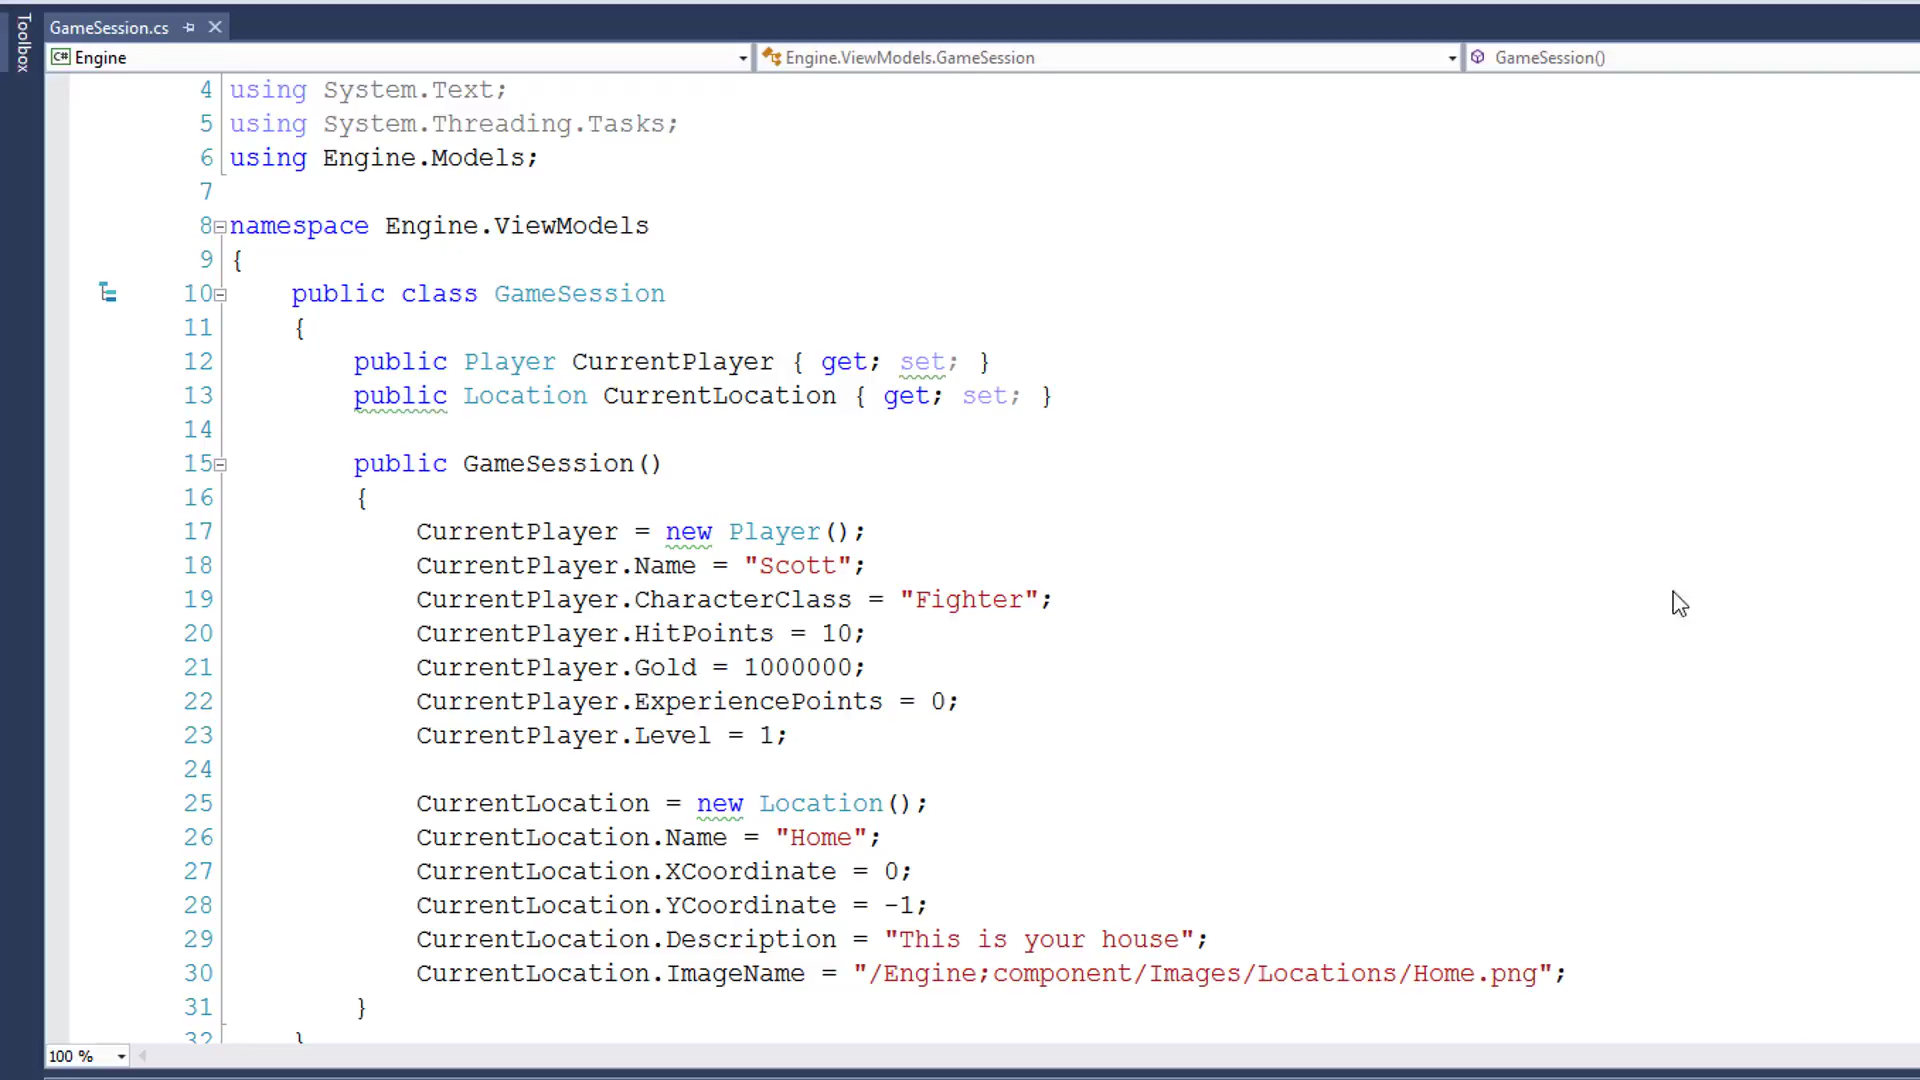 Toolbox
GameSession.cs
C# Engine
Engine.ViewModels.GameSession
GameSession()
4 using System.Text;
5 using System.Threading.Tasks;
6 using Engine.Models;
7
8 namespace Engine.ViewModels
9 {
10 public class GameSession
11 {
12 public Player CurrentPlayer { get; set; }
13 public Location CurrentLocation { get; set; }
14
15 public GameSession()
16 {
17 CurrentPlayer = new Player();
18 CurrentPlayer.Name = "Scott";
19 CurrentPlayer.CharacterClass = "Fighter";
20 CurrentPlayer.HitPoints = 10;
21 CurrentPlayer.Gold = 1000000;
22 CurrentPlayer.ExperiencePoints = 0;
23 CurrentPlayer.Level = 1;
24
25 CurrentLocation = new Location();
26 CurrentLocation.Name = "Home";
27 CurrentLocation.XCoordinate = 0;
28 CurrentLocation.YCoordinate = -1;
29 CurrentLocation.Description = "This is your house";
30 CurrentLocation.ImageName = "/Engine;component/Images/Locations/Home.png";
31 }
32 }
100 %